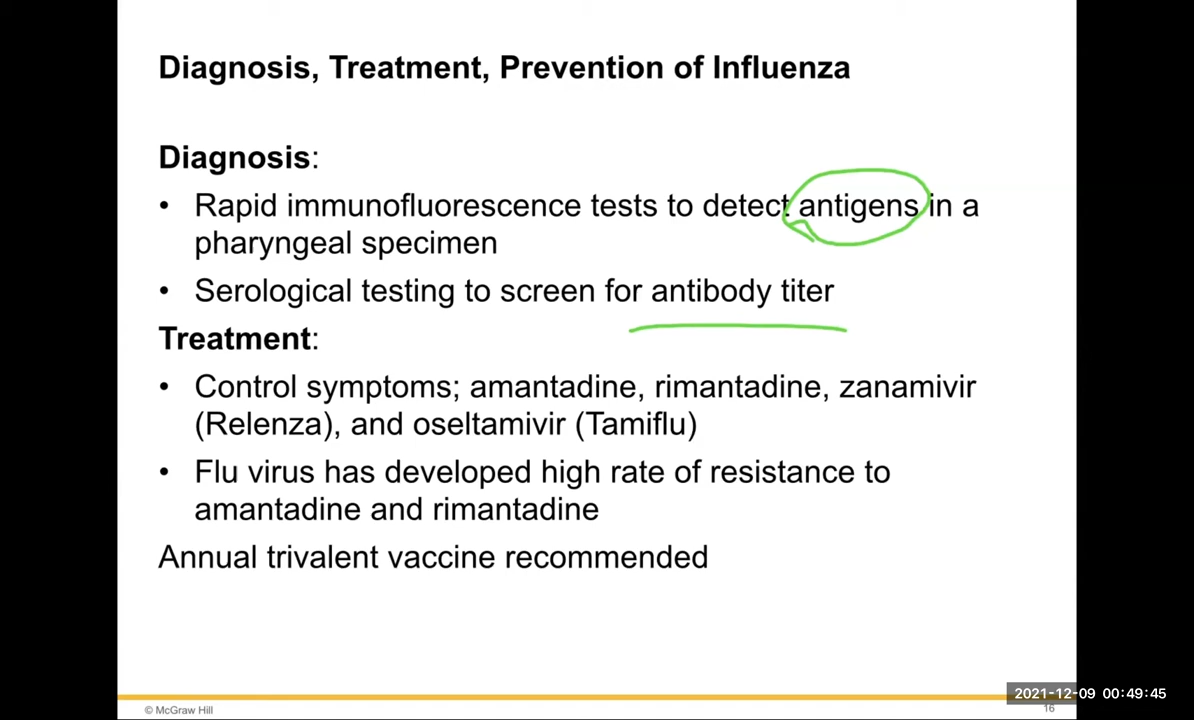 Diagnosis, Treatment, Prevention of Influenza
Diagnosis:
• Rapid immunofluorescence tests to detect antigens in a
pharyngeal specimen
• Serological testing to screen for antibody titer
Treatment:
• Control symptoms; amantadine, rimantadine, zanamivir
(Relenza), and oseltamivir (Tamiflu)
• Flu virus has developed high rate of resistance to
amantadine and rimantadine
Annual trivalent vaccine recommended
2021-12-09 00:49:45
© McGraw Hill
16